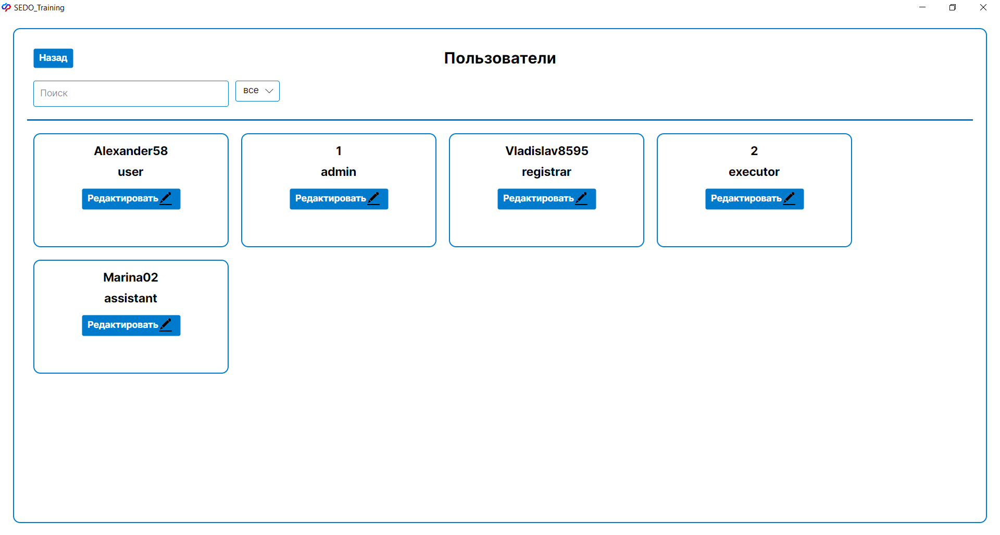 SEDO_Training
Назад
Пользователи
Поиск
все
Alexander58
user
Редактировать
1
admin
Редактировать
Vladislav8595
registrar
Редактировать
2
executor
Редактировать
Marina02
assistant
Редактировать